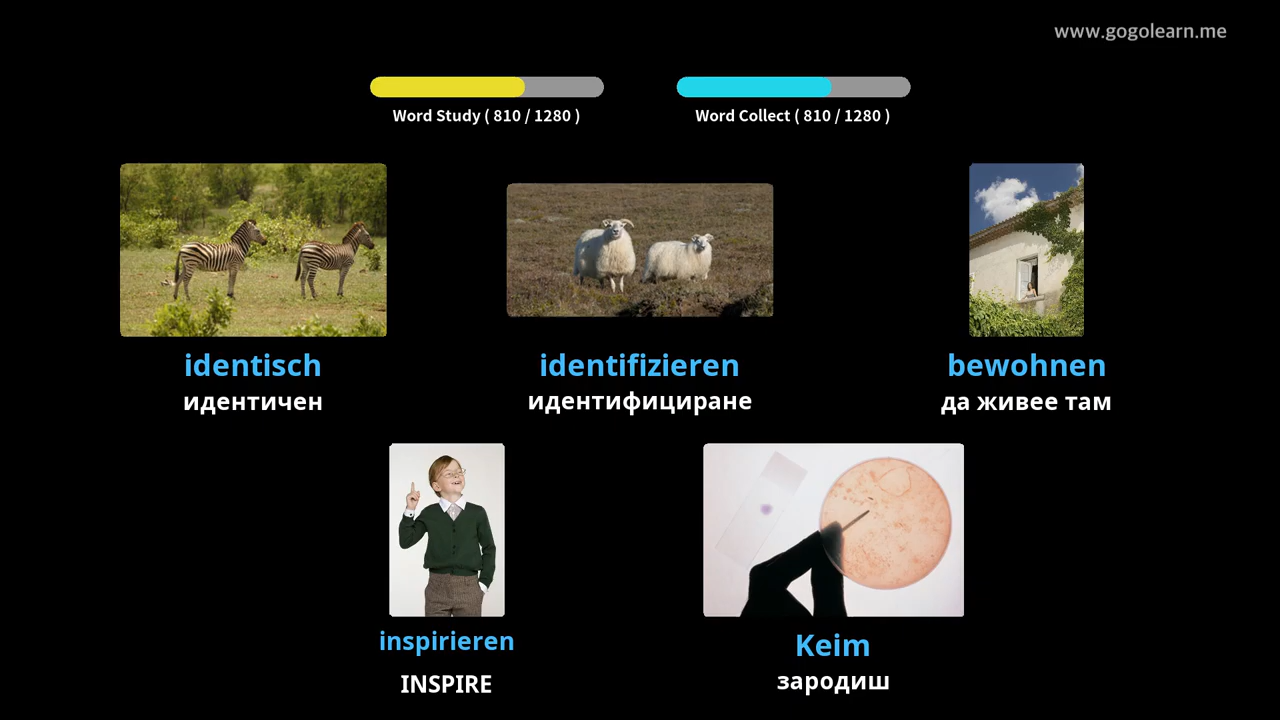 www.gogolearn.me
Word Study ( 810 / 1280 )
Word Collect ( 810 / 1280 )
identisch
идентичен
identifizieren
идентифициране
bewohnen
да живее там
inspirieren
INSPIRE
Keim
зародиш